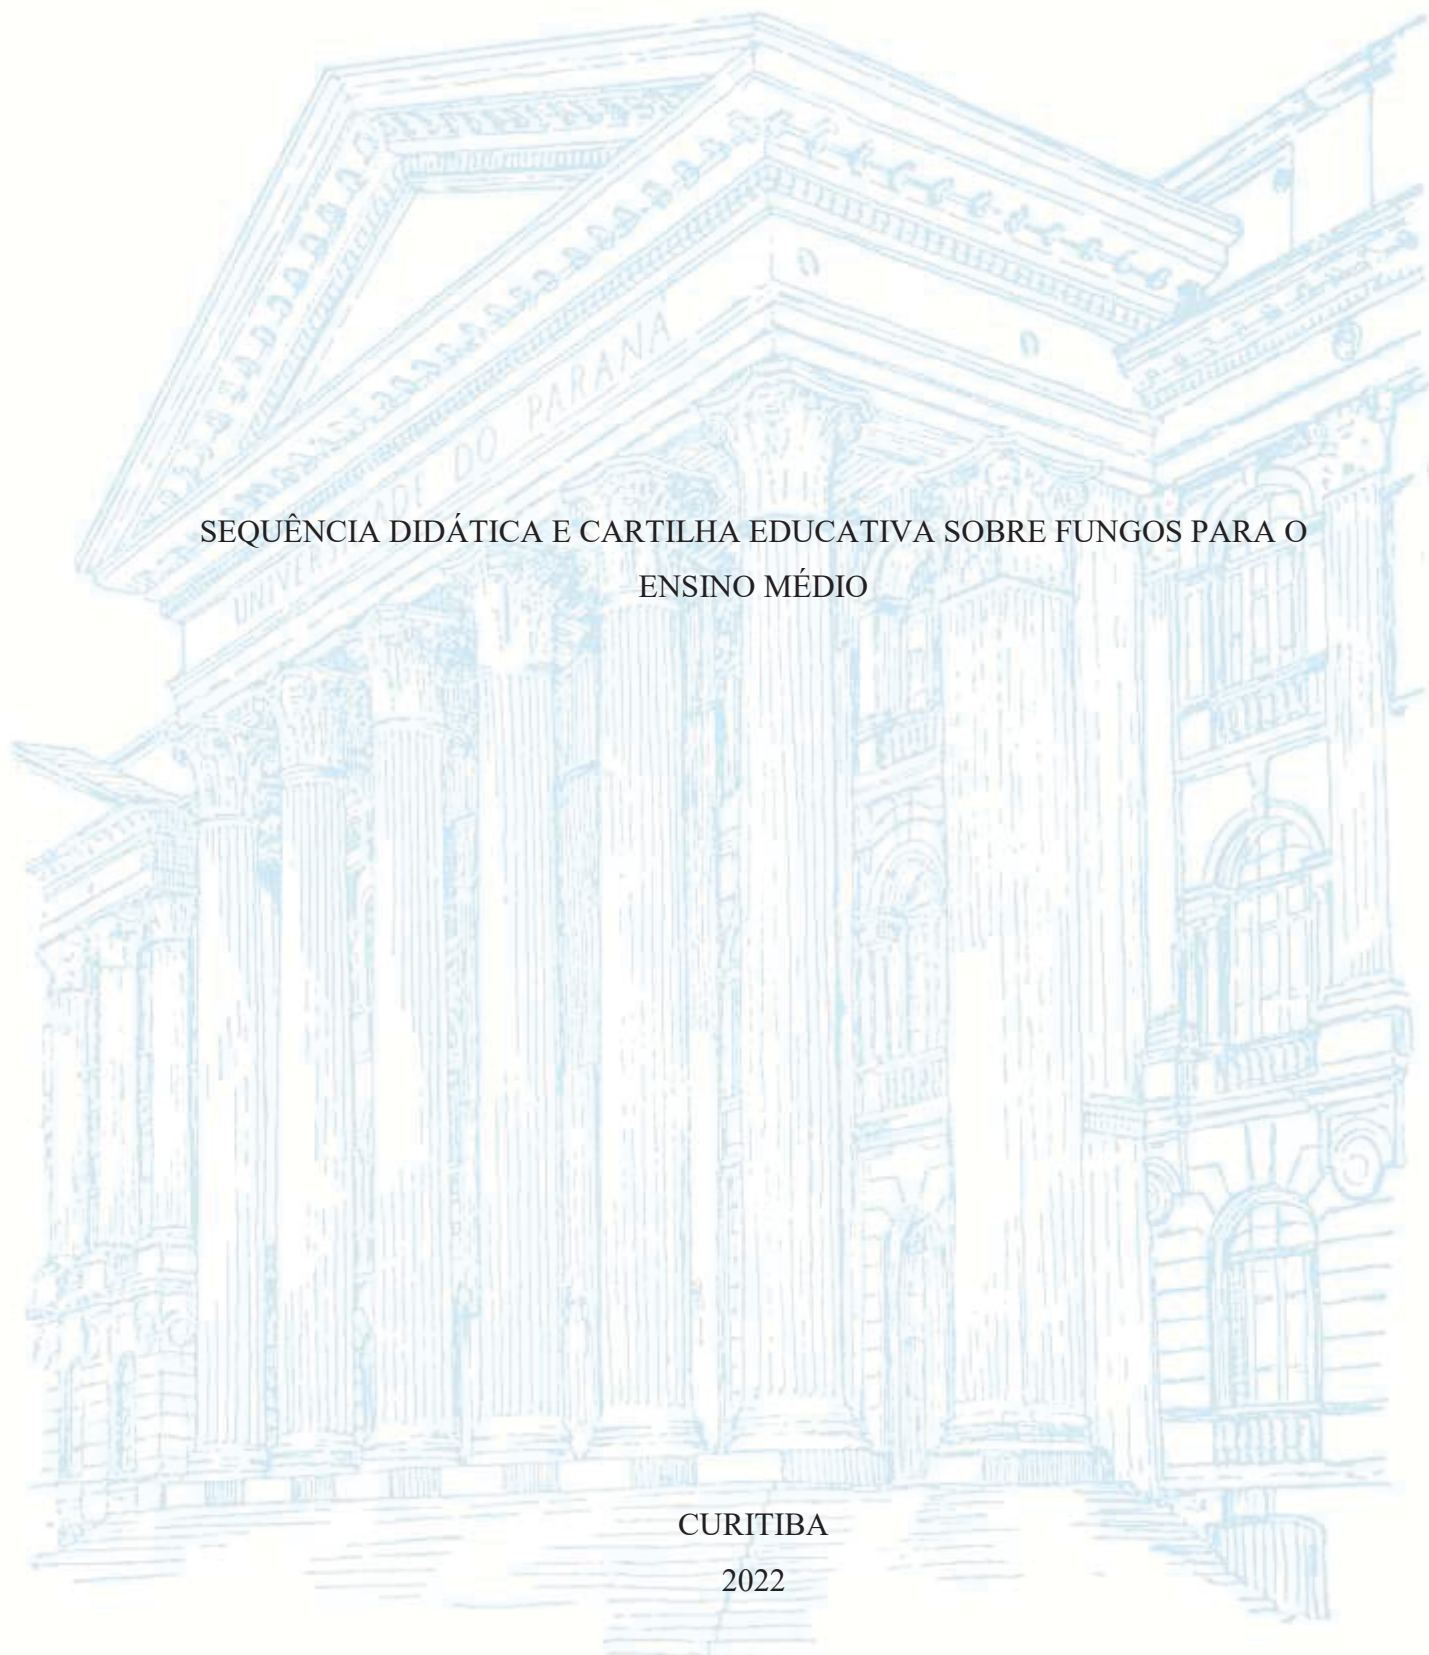 UNIVERSIDADE DO PARANÁ
SEQUÊNCIA DIDÁTICA E CARTILHA EDUCATIVA SOBRE FUNGOS PARA O
ENSINO MÉDIO
CURITIBA
2022